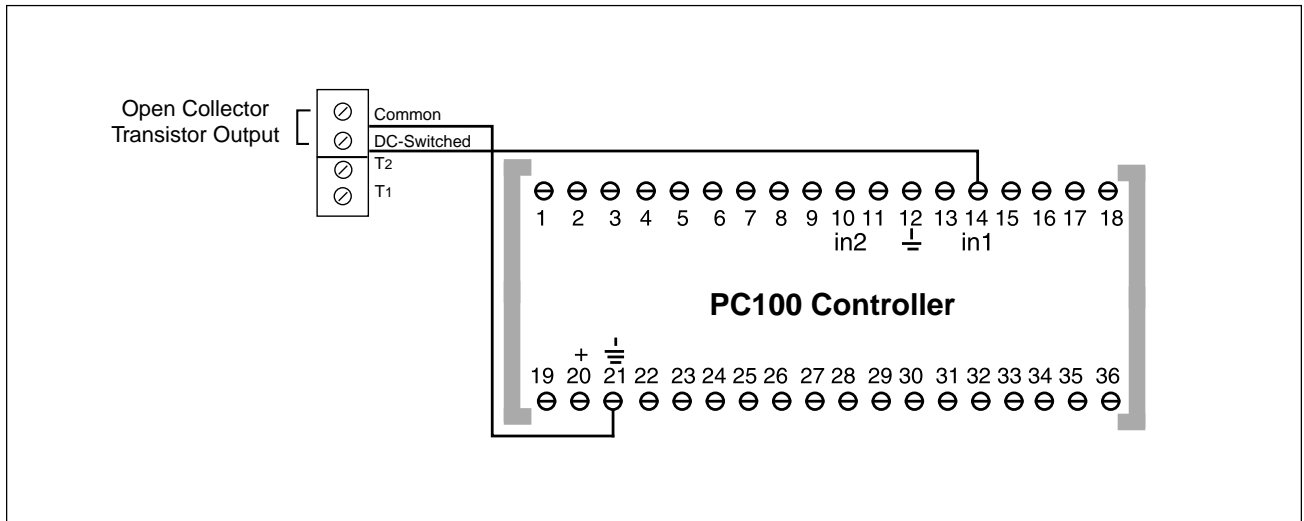 Open Collector
Transistor Output
Common
DC-Switched
T2
T1
1 2 3 4 5 6 7 8 9 10 11 12 13 14 15 16 17 18
in2 in1
PC100 Controller
+
19 20 21 22 23 24 25 26 27 28 29 30 31 32 33 34 35 36